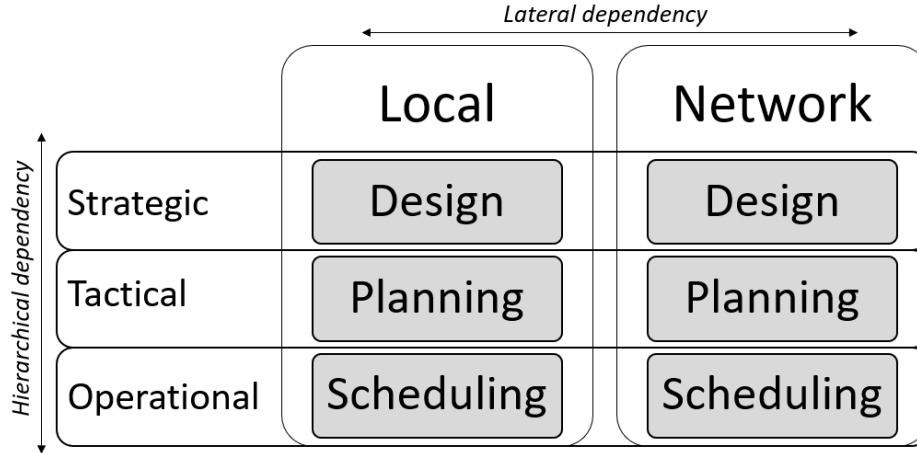 Lateral dependency
Local Network
Hierarchical dependency
Strategic Design Design
Tactical Planning Planning
Operational Scheduling Scheduling